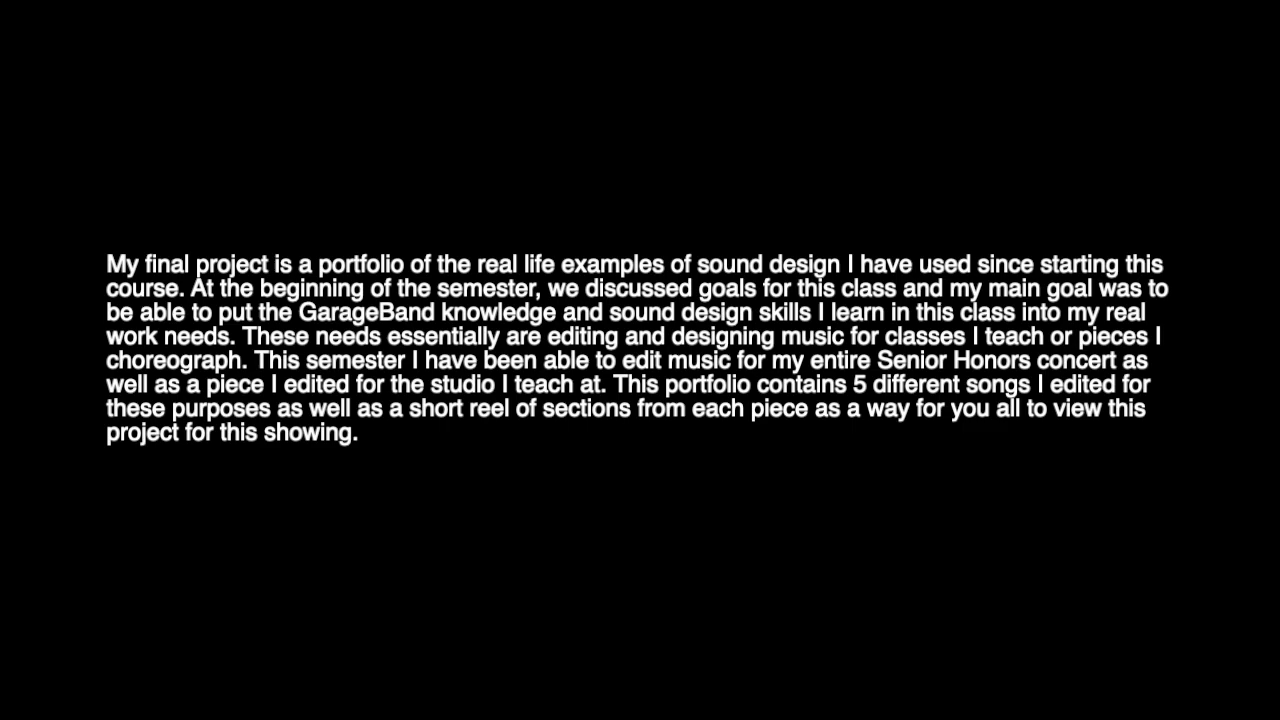 My final project is a portfolio of the real life examples of sound design I have used since starting this
course. At the beginning of the semester, we discussed goals for this class and my main goal was to
be able to put the GarageBand knowledge and sound design skills I learn in this class into my real
work needs. These needs essentially are editing and designing music for classes I teach or pieces I
choreograph. This semester I have been able to edit music for my entire Senior Honors concert as
well as a piece I edited for the studio I teach at. This portfolio contains 5 different songs I edited for
these purposes as well as a short reel of sections from each piece as a way for you all to view this
project for this showing.